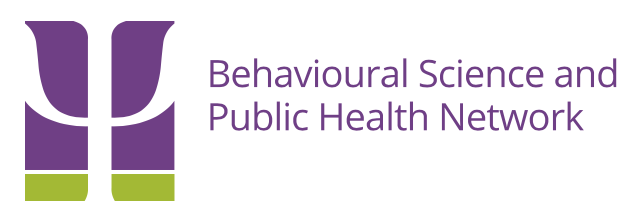 Behavioural Science and
Public Health Network